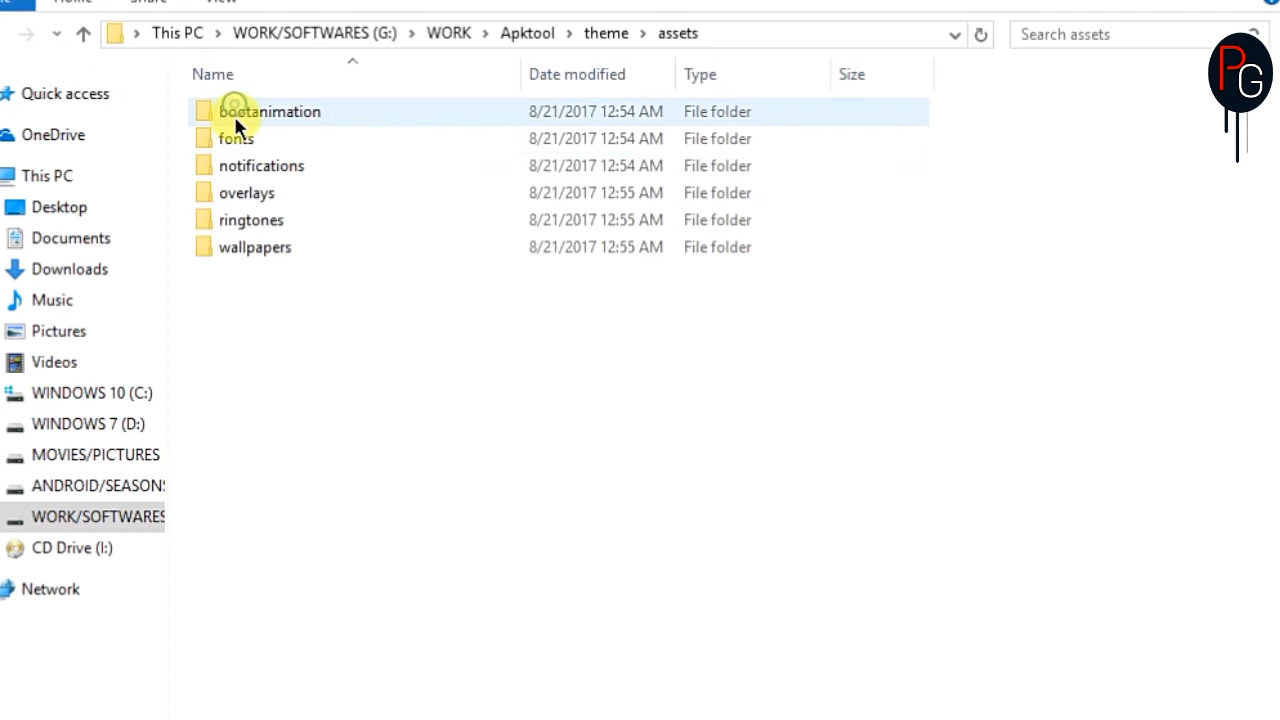 Home Share View
This PC > WORK/SOFTWARES (G:) > WORK > Apktool > theme > assets
Search assets
PG
Name Date modified Type Size
Quick access
OneDrive
This PC
Desktop
Documents
Downloads
Music
Pictures
Videos
WINDOWS 10 (C:)
WINDOWS 7 (D:)
MOVIES/PICTURES
ANDROID/SEASONS
WORK/SOFTWARES
CD Drive (I:)
Network
bootanimation 8/21/2017 12:54 AM File folder
fonts 8/21/2017 12:54 AM File folder
notifications 8/21/2017 12:54 AM File folder
overlays 8/21/2017 12:55 AM File folder
ringtones 8/21/2017 12:55 AM File folder
wallpapers 8/21/2017 12:55 AM File folder